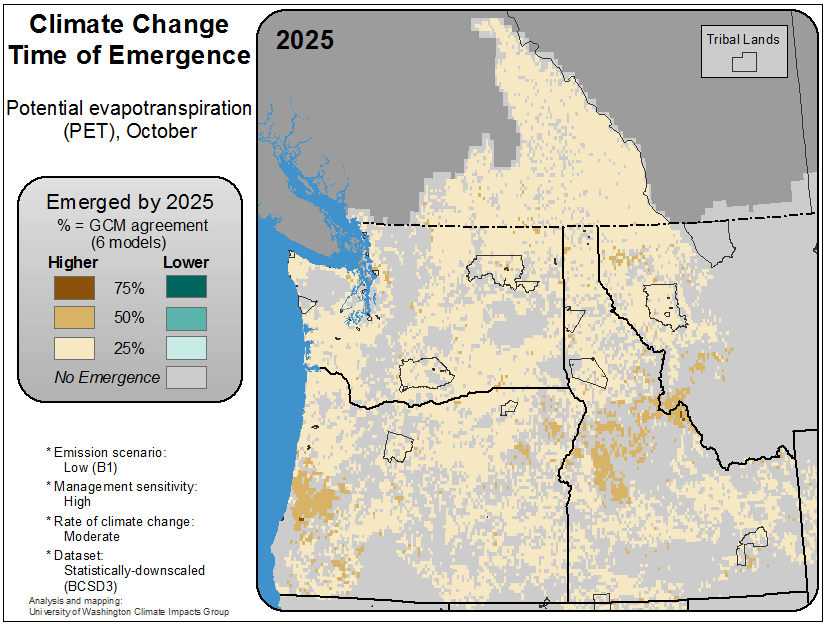 Climate Change
Time of Emergence
Potential evapotranspiration
(PET), October
Emerged by 2025
% = GCM agreement
(6 models)
Higher Lower
75%
50%
25%
No Emergence
* Emission scenario:
Low (B1)
* Management sensitivity:
High
* Rate of climate change:
Moderate
* Dataset:
Statistically-downscaled
(BCSD3)
Analysis and mapping:
University of Washington Climate Impacts Group
2025
Tribal Lands